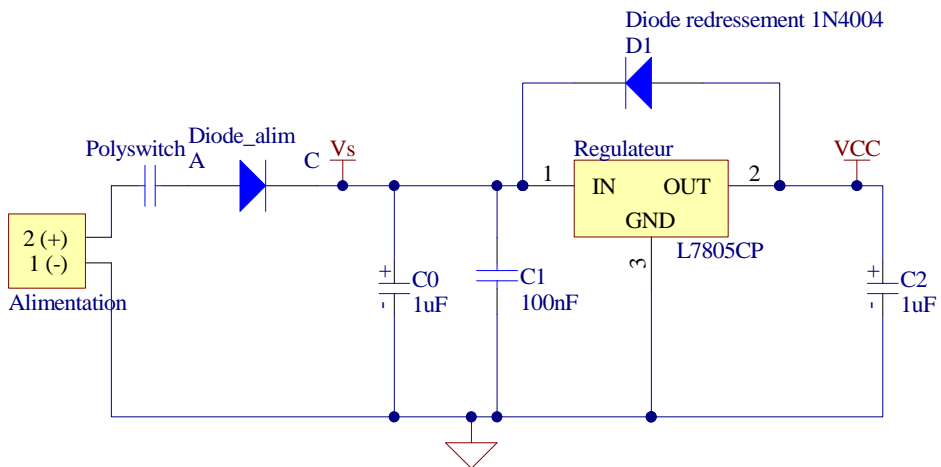 Diode redressement 1N4004
D1
Diode_alim
Polyswitch
A
C
Vs
Regulateur
VCC
1
IN
OUT
2
GND
2 (+)
1 (-)
L7805CP
3
Alimentation
+
C0
-
1uF
C1
100nF
+
C2
-
1uF